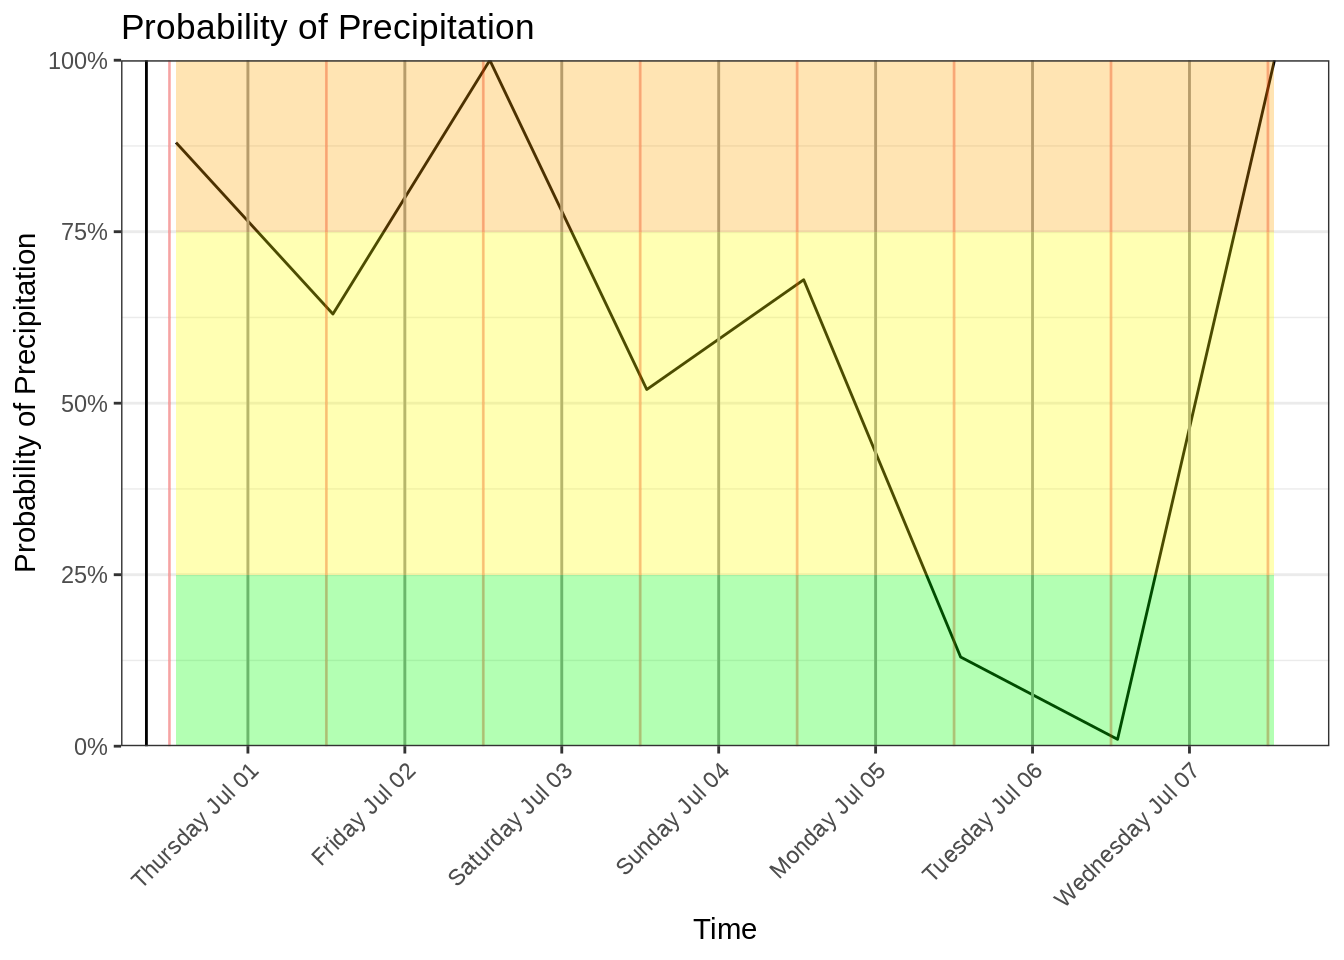 Probability of Precipitation
Probability of Precipitation
100%
75%
50%
25%
0%
Thursday Jul 01
Friday Jul 02
Saturday Jul 03
Sunday Jul 04
Monday Jul 05
Tuesday Jul 06
Wednesday Jul 07
Time